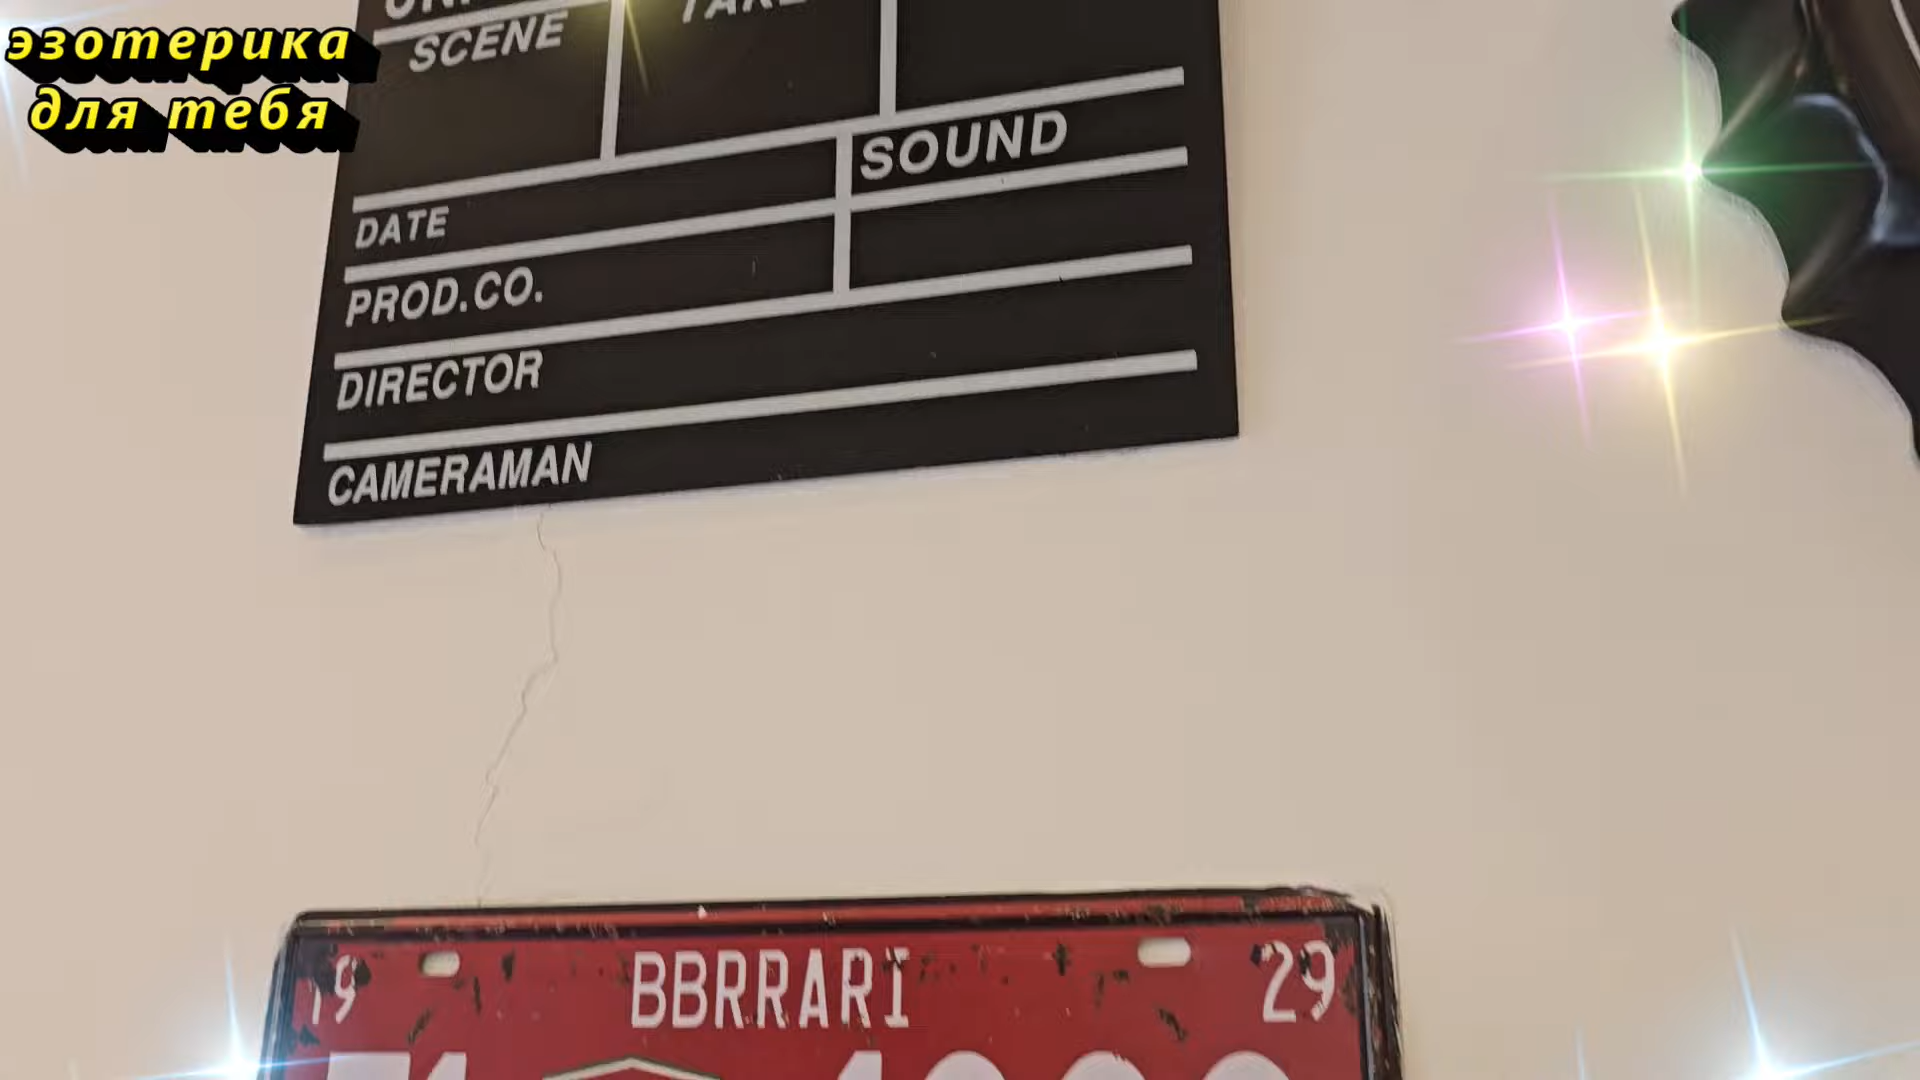 эзотерика
для тебя
SCENE
SOUND
DATE
PROD.CO.
DIRECTOR
CAMERAMAN
19 BBRRARI 29